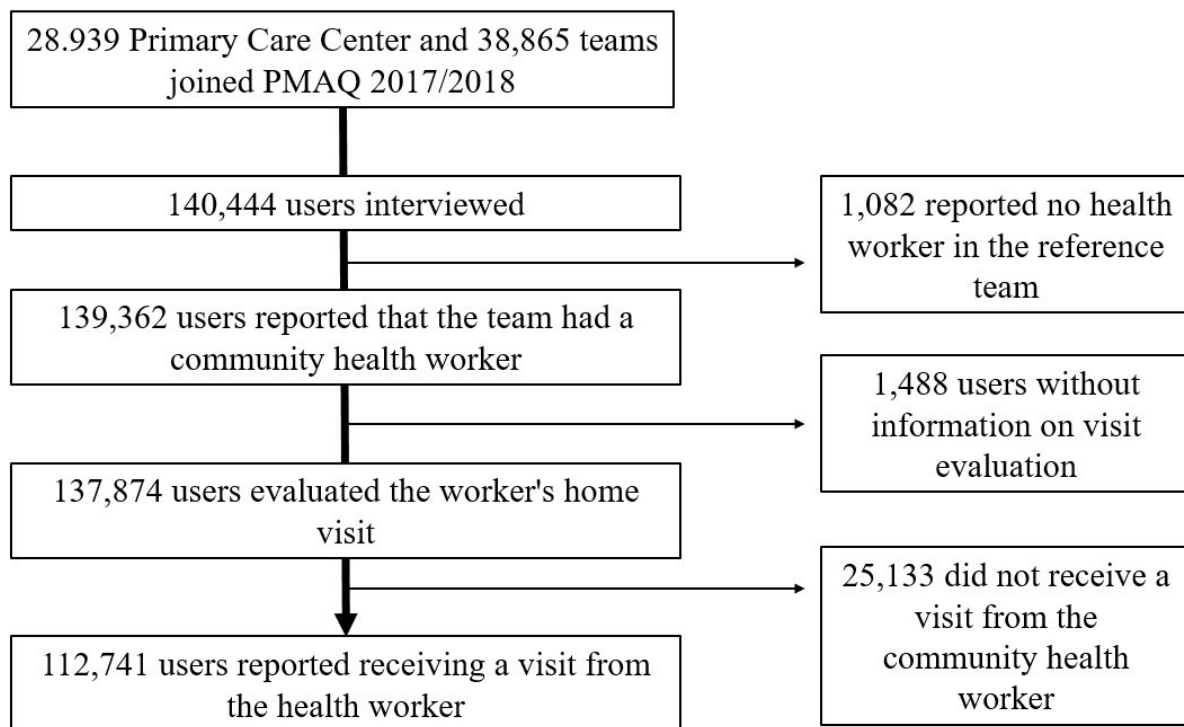 28.939 Primary Care Center and 38,865 teams
joined PMAQ 2017/2018
140,444 users interviewed
1,082 reported no health
worker in the reference
team
139,362 users reported that the team had a
community health worker
1,488 users without
information on visit
evaluation
137,874 users evaluated the worker's home
visit
25,133 did not receive a
visit from the
community health
worker
112,741 users reported receiving a visit from
the health worker